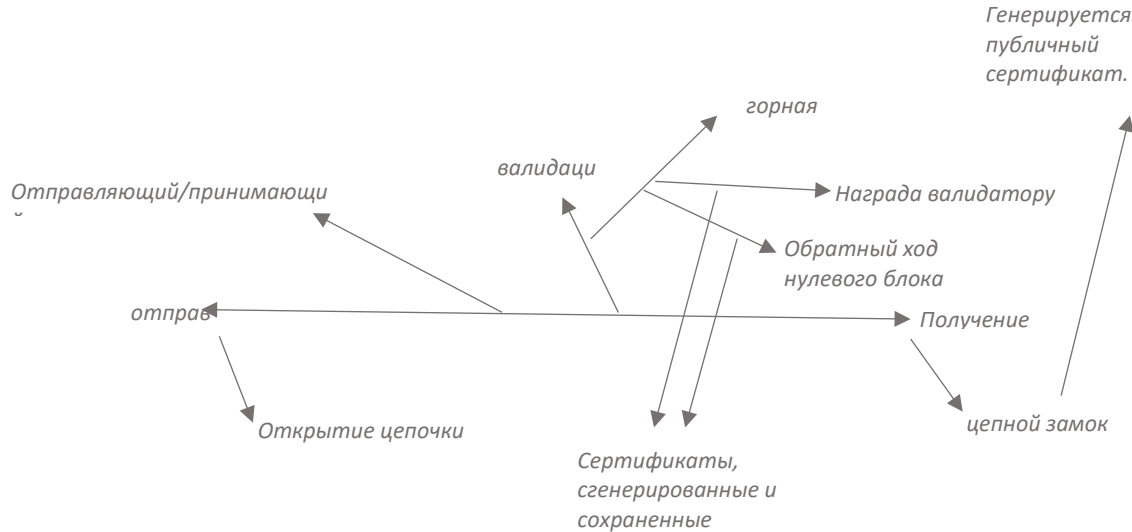 Генерируется
публичный
сертификат.
горная
валидаци
Отправляющий/принимающи
Награда валидатору
Обратный ход
нулевого блока
отправ
Получение
Открытие цепочки
цепной замок
Сертификаты,
сгенерированные и
сохраненные